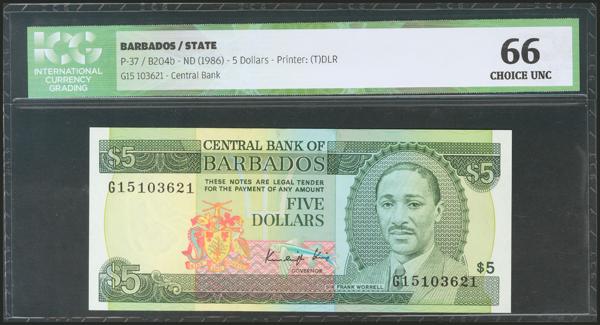 ICG
INTERNATIONAL
CURRENCY
GRADING
BARBADOS / STATE
P-37 / B204b - ND (1986) - 5 Dollars - Printer: (T)DLR
G15 103621 - Central Bank
66
CHOICE UNC
$5
CENTRAL BANK OF
BARBADOS
$5
G15103621
THESE NOTES ARE LEGAL TENDER
FOR THE PAYMENT OF ANY AMOUNT
FIVE
DOLLARS
GOVERNOR
$5
FRANK WORRELL
$5
G15103621